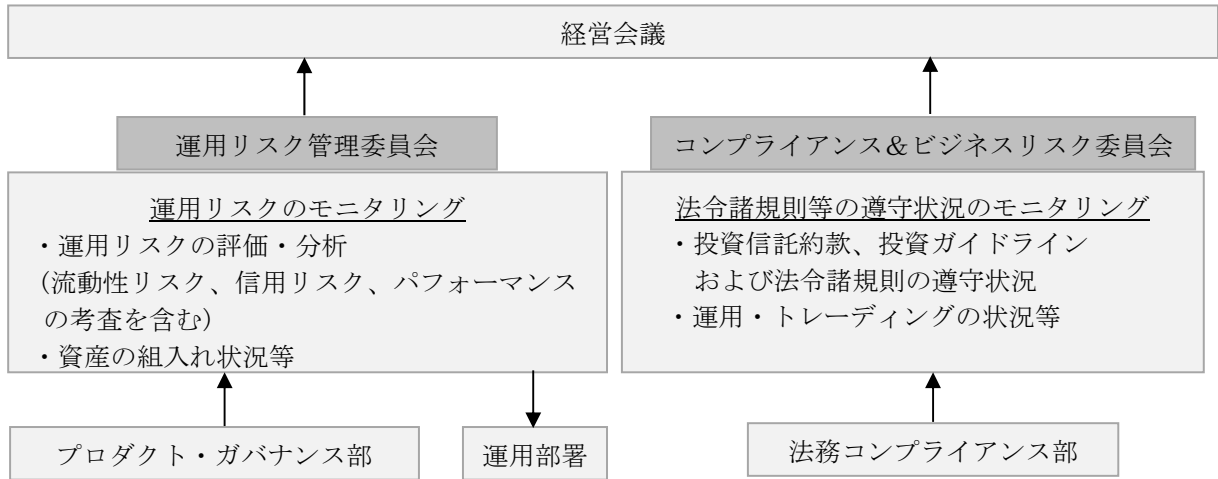 経営会議
運用リスク管理委員会
運用リスクのモニタリング
・運用リスクの評価・分析
(流動性リスク、信用リスク、パフォーマンス
の考査を含む)
・資産の組入れ状況等
プロダクト・ガバナンス部
運用部署
コンプライアンス&ビジネスリスク委員会
法令諸規則等の遵守状況のモニタリング
・投資信託約款、投資ガイドライン
および法令諸規則の遵守状況
・運用・トレーディングの状況等
法務コンプライアンス部